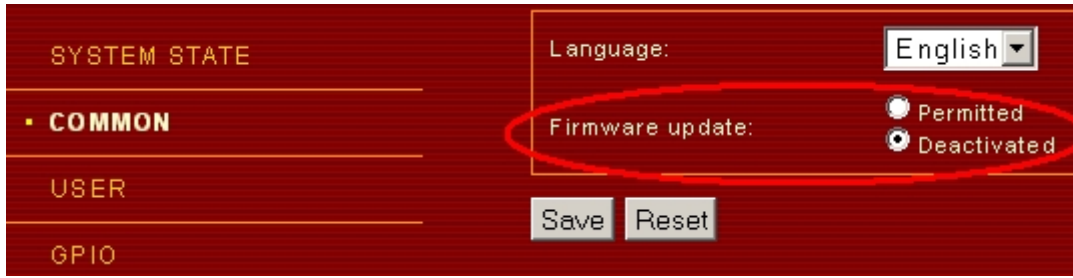 SYSTEM STATE
COMMON
USER
GPIO
Language:
English
Firmware update:
Permitted
Deactivated
Save
Reset